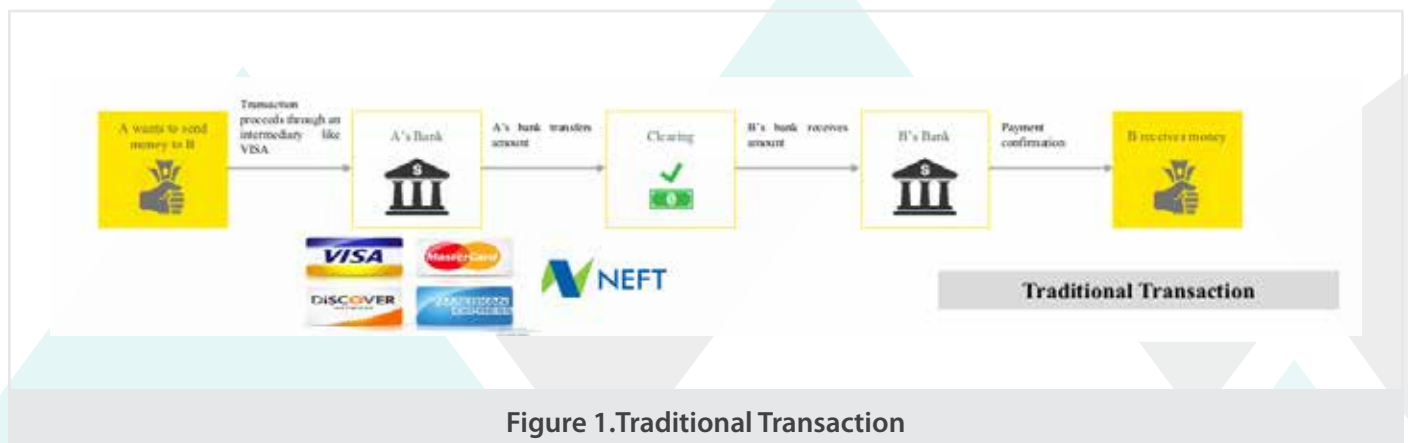 A wants to send
money to B
Transaction
proceeds through an
intermediary like
VISA
A's Bank
A's bank transfers
amount
Clearing
B's bank receives
amount
B's Bank
Payment
confirmation
B receives money
VISA
MasterCard
DISCOVER
NEFT
Traditional Transaction
Figure 1.Traditional Transaction